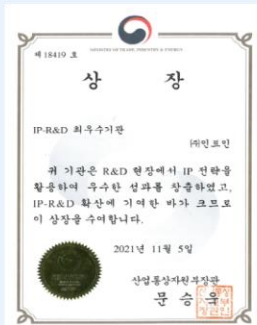 MINISTRY OF TRADE, INDUSTRY & ENERGY
제 18419 호
상 장
IP-R&D 최우수기관
㈜인트빈
귀 기관은 R&D 현장에서 IP 전략을
활용하여 우수한 성과를 창출하였고,
IP-R&D 확산에 기여한 바가 크므로
이 상장을 수여합니다.
2021년 11월 5일
산업통상자원부장관
문 승 욱